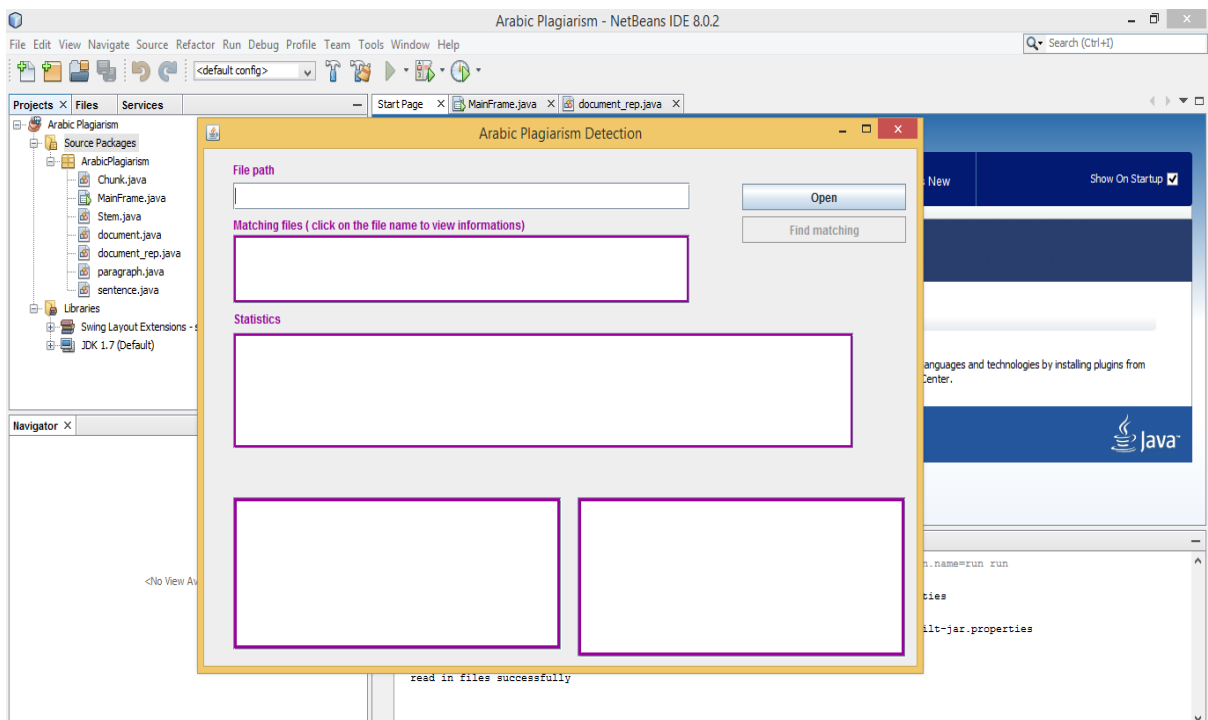 Arabic Plagiarism - NetBeans IDE 8.0.2
File Edit View Navigate Source Refactor Run Debug Profile Team Tools Window Help
Search (Ctrl+I)
<default config>
Projects Files Services
Start Page MainFrame.java document_rep.java
Arabic Plagiarism
Source Packages
ArabicPlagiarism
Chunk.java
MainFrame.java
Stem.java
document.java
document_rep.java
paragraph.java
sentence.java
Libraries
Swing Layout Extensions -
JDK 1.7 (Default)
Navigator
<No View Av
Arabic Plagiarism Detection
File path
Open
Matching files ( click on the file name to view informations)
Find matching
Statistics
New
Show On Startup
anguages and technologies by installing plugins from
Center.
Java
n.name=run run
ties
ilt-jar.properties
read in files successfully